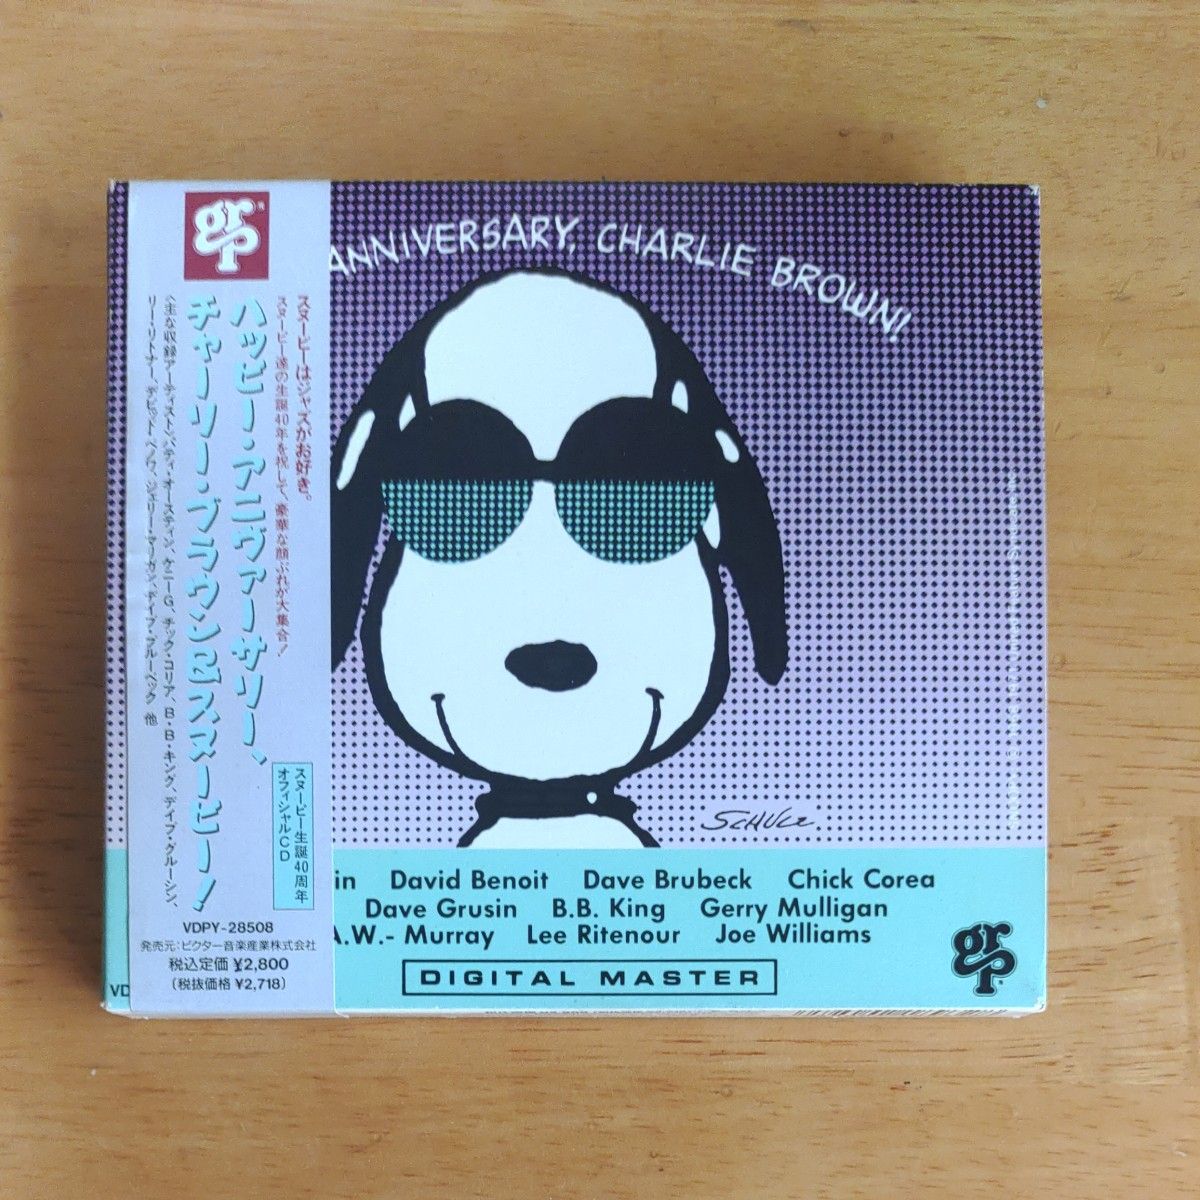 grp
スヌーピーはジャズがお好き。
スヌーピー達の生誕40年を祝して、豪華な顔ぶれが大集合!
ハッピー・アニヴァーサリー、
チャーリー・ブラウン&スヌーピー!
〈主な収録アーティスト〉パティ・オースティン、ケニーG、チック・コリア、B・B・キング、デイブ・グルーシン、
リー・リトナー、デビッド・ベノワ、ジェリー・マリガン、デイブ・ブルーベック 他
スヌーピー生誕40周年
オフィシャルCD
VDPY-28508
発売元:ビクター音楽産業株式会社
税込定価 ¥2,800
(税抜価格 ¥2,718)
ANNIVERSARY, CHARLIE BROWN!
SCHULZ
in David Benoit Dave Brubeck Chick Corea
Dave Grusin B.B. King Gerry Mulligan
A.W.- Murray Lee Ritenour Joe Williams
DIGITAL MASTER
grp
VD